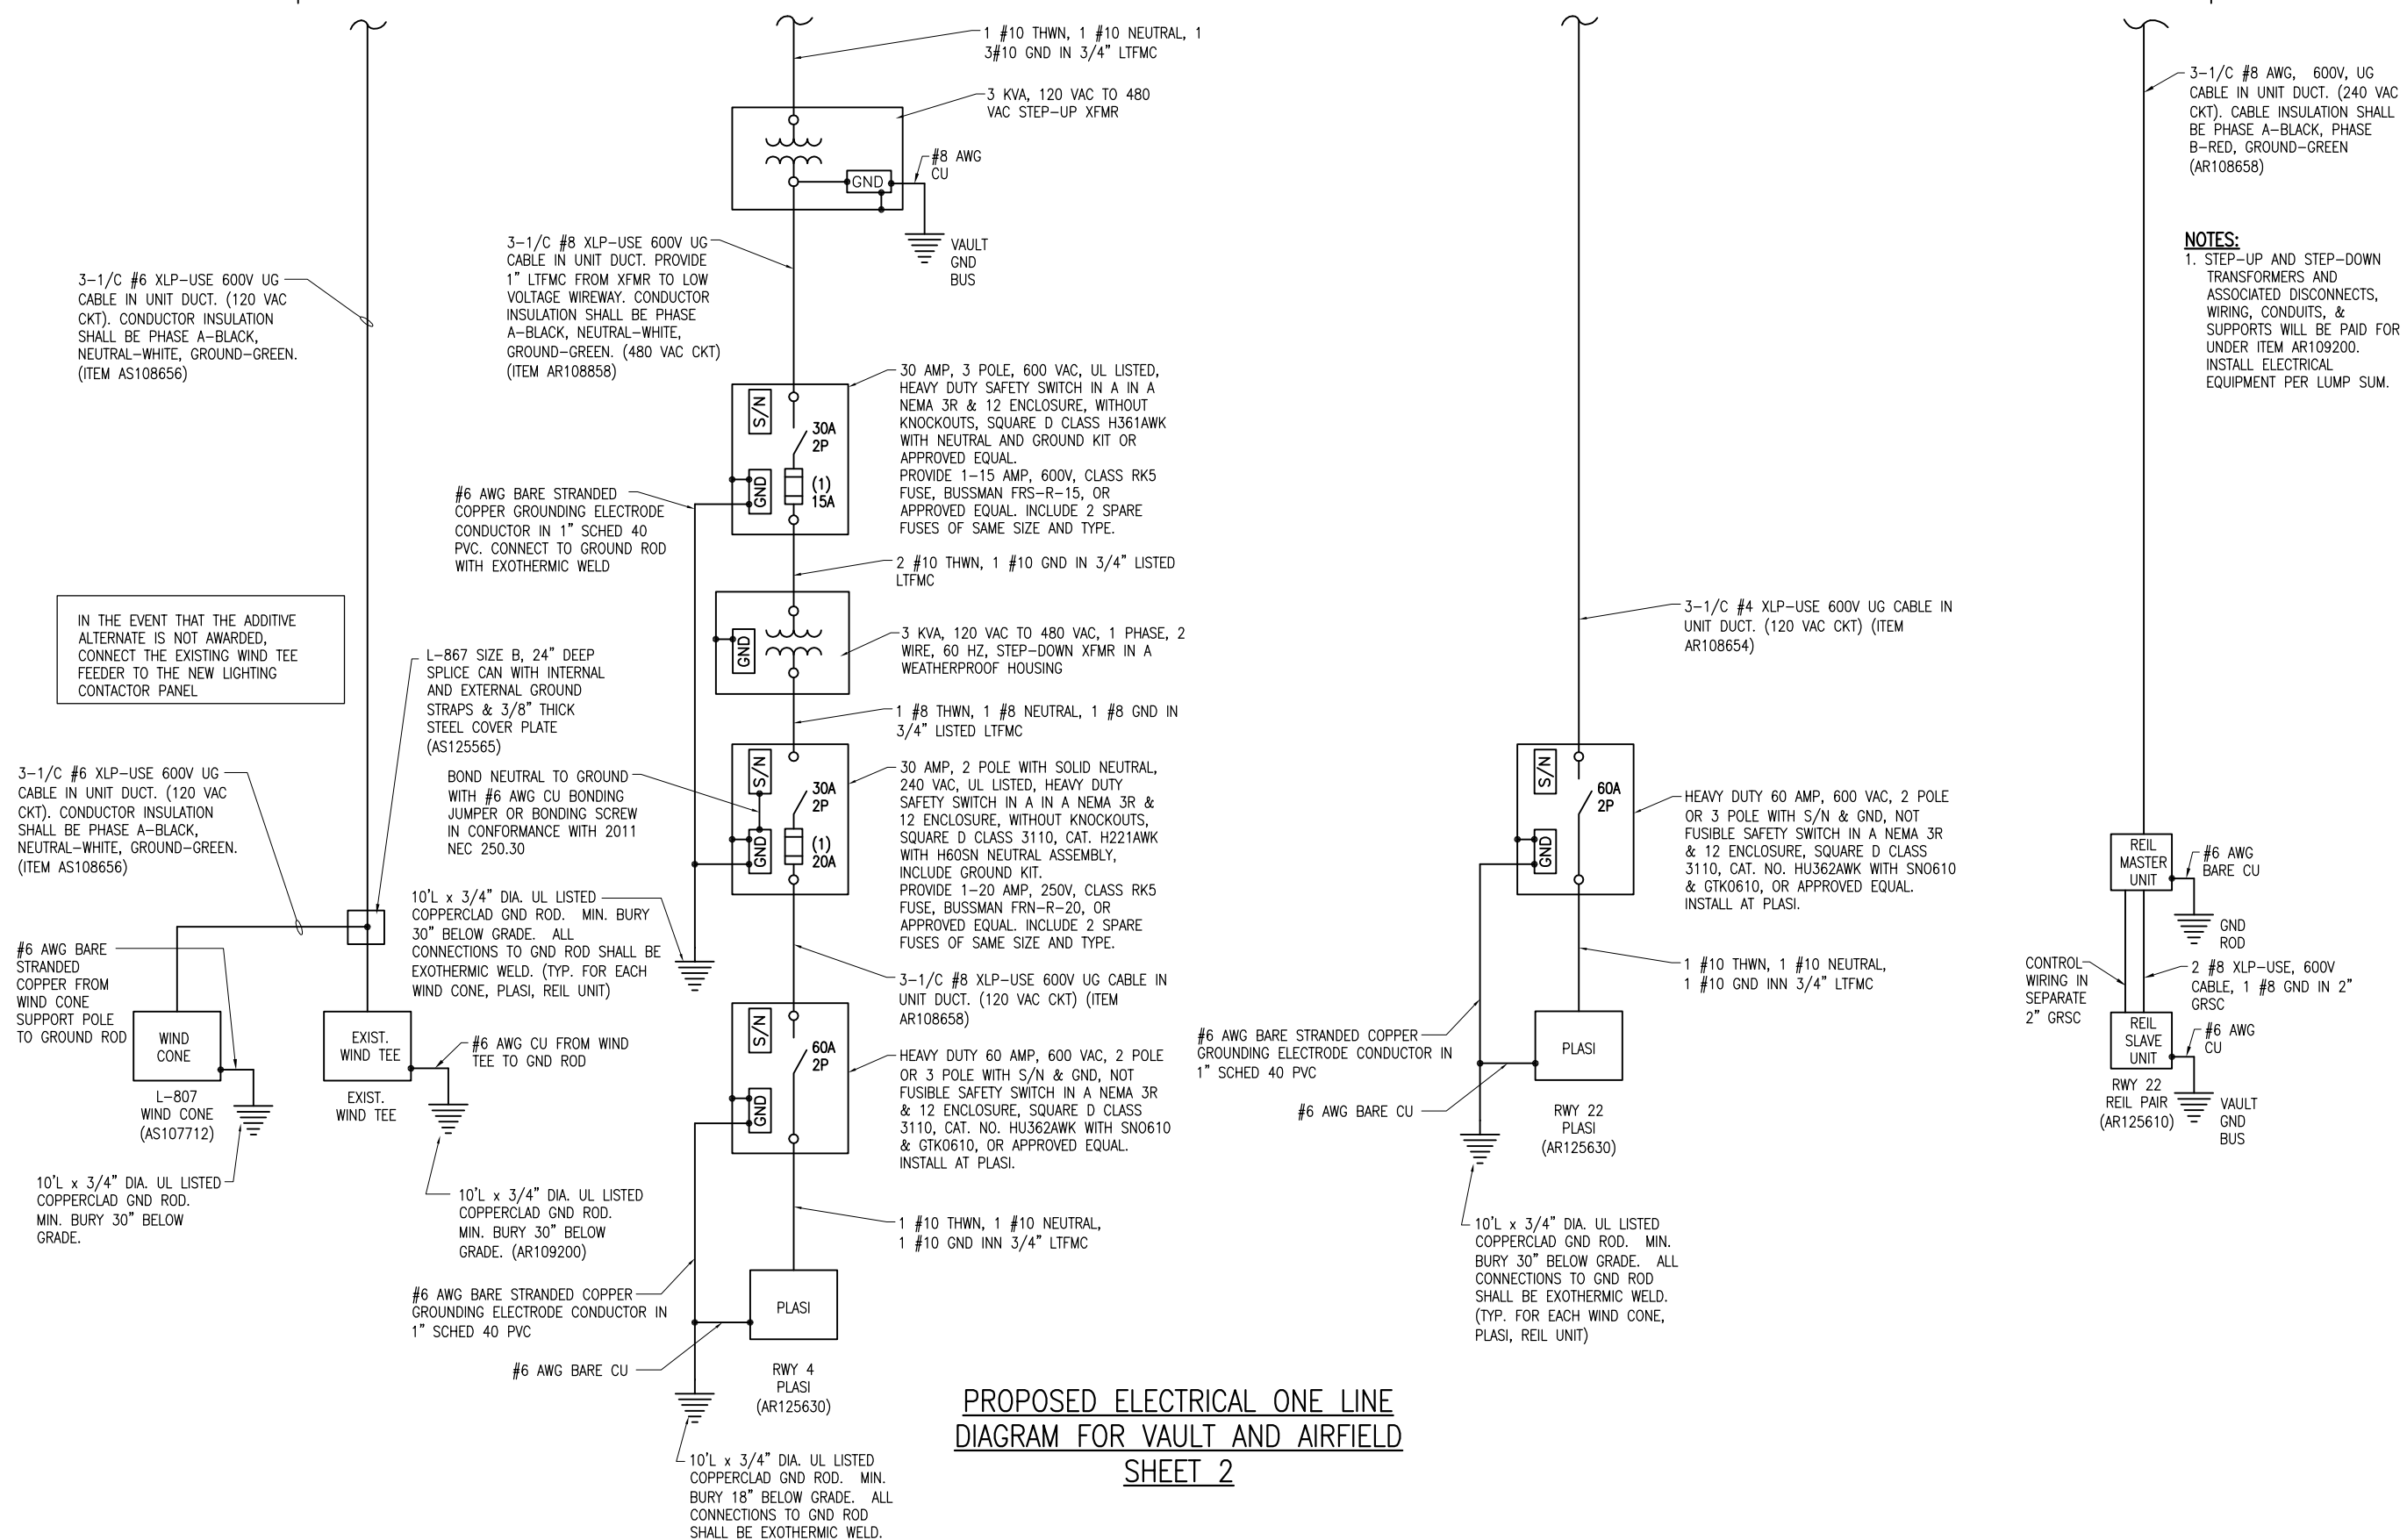 3-1/C #6 XLP-USE 600V UG
CABLE IN UNIT DUCT. (120 VAC
CKT). CONDUCTOR INSULATION
SHALL BE PHASE A-BLACK,
NEUTRAL-WHITE, GROUND-GREEN.
(ITEM AS108656)
IN THE EVENT THAT THE ADDITIVE
ALTERNATE IS NOT AWARDED,
CONNECT THE EXISTING WIND TEE
FEEDER TO THE NEW LIGHTING
CONTACTOR PANEL
L-867 SIZE B, 24" DEEP
SPLICE CAN WITH INTERNAL
AND EXTERNAL GROUND
STRAPS & 3/8" THICK
STEEL COVER PLATE
(AS125565)
3-1/C #6 XLP-USE 600V UG
CABLE IN UNIT DUCT. (120 VAC
CKT). CONDUCTOR INSULATION
SHALL BE PHASE A-BLACK,
NEUTRAL-WHITE, GROUND-GREEN.
(ITEM AS108656)
#6 AWG BARE
STRANDED
COPPER FROM
WIND CONE
SUPPORT POLE
TO GROUND ROD
WIND
CONE
L-807
WIND CONE
(AS107712)
10'L x 3/4" DIA. UL LISTED
COPPERCLAD GND ROD.
MIN. BURY 30" BELOW
GRADE.
EXIST.
WIND TEE
EXIST.
WIND TEE
#6 AWG CU FROM WIND
TEE TO GND ROD
10'L x 3/4" DIA. UL LISTED
COPPERCLAD GND ROD.
MIN. BURY 30" BELOW
GRADE. (AR109200)
1 #10 THWN, 1 #10 NEUTRAL, 1
3#10 GND IN 3/4" LTFMC
3 KVA, 120 VAC TO 480
VAC STEP-UP XFMR
GND
#8 AWG
CU
VAULT
GND
BUS
3-1/C #8 XLP-USE 600V UG
CABLE IN UNIT DUCT. PROVIDE
1" LTFMC FROM XFMR TO LOW
VOLTAGE WIREWAY. CONDUCTOR
INSULATION SHALL BE PHASE
A-BLACK, NEUTRAL-WHITE,
GROUND-GREEN. (480 VAC CKT)
(ITEM AR108858)
S/N
30A
2P
GND
(1)
15A
30 AMP, 3 POLE, 600 VAC, UL LISTED,
HEAVY DUTY SAFETY SWITCH IN A IN A
NEMA 3R & 12 ENCLOSURE, WITHOUT
KNOCKOUTS, SQUARE D CLASS H361AWK
WITH NEUTRAL AND GROUND KIT OR
APPROVED EQUAL.
PROVIDE 1-15 AMP, 600V, CLASS RK5
FUSE, BUSSMAN FRS-R-15, OR
APPROVED EQUAL. INCLUDE 2 SPARE
FUSES OF SAME SIZE AND TYPE.
#6 AWG BARE STRANDED
COPPER GROUNDING ELECTRODE
CONDUCTOR IN 1" SCHED 40
PVC. CONNECT TO GROUND ROD
WITH EXOTHERMIC WELD
2 #10 THWN, 1 #10 GND IN 3/4" LISTED
LTFMC
GND
3 KVA, 120 VAC TO 480 VAC, 1 PHASE, 2
WIRE, 60 HZ, STEP-DOWN XFMR IN A
WEATHERPROOF HOUSING
1 #8 THWN, 1 #8 NEUTRAL, 1 #8 GND IN
3/4" LISTED LTFMC
BOND NEUTRAL TO GROUND
WITH #6 AWG CU BONDING
JUMPER OR BONDING SCREW
IN CONFORMANCE WITH 2011
NEC 250.30
S/N
30A
2P
GND
(1)
20A
30 AMP, 2 POLE WITH SOLID NEUTRAL,
240 VAC, UL LISTED, HEAVY DUTY
SAFETY SWITCH IN A IN A NEMA 3R &
12 ENCLOSURE, WITHOUT KNOCKOUTS,
SQUARE D CLASS 3110, CAT. H221AWK
WITH H60SN NEUTRAL ASSEMBLY,
INCLUDE GROUND KIT.
PROVIDE 1-20 AMP, 250V, CLASS RK5
FUSE, BUSSMAN FRN-R-20, OR
APPROVED EQUAL. INCLUDE 2 SPARE
FUSES OF SAME SIZE AND TYPE.
10'L x 3/4" DIA. UL LISTED
COPPERCLAD GND ROD. MIN. BURY
30" BELOW GRADE. ALL
CONNECTIONS TO GND ROD SHALL BE
EXOTHERMIC WELD. (TYP. FOR EACH
WIND CONE, PLASI, REIL UNIT)
3-1/C #8 XLP-USE 600V UG CABLE IN
UNIT DUCT. (120 VAC CKT) (ITEM
AR108658)
S/N
60A
2P
GND
HEAVY DUTY 60 AMP, 600 VAC, 2 POLE
OR 3 POLE WITH S/N & GND, NOT
FUSIBLE SAFETY SWITCH IN A NEMA 3R
& 12 ENCLOSURE, SQUARE D CLASS
3110, CAT. NO. HU362AWK WITH SN0610
& GTK0610, OR APPROVED EQUAL.
INSTALL AT PLASI.
1 #10 THWN, 1 #10 NEUTRAL,
1 #10 GND INN 3/4" LTFMC
#6 AWG BARE STRANDED COPPER
GROUNDING ELECTRODE CONDUCTOR IN
1" SCHED 40 PVC
PLASI
#6 AWG BARE CU
RWY 4
PLASI
(AR125630)
10'L x 3/4" DIA. UL LISTED
COPPERCLAD GND ROD. MIN.
BURY 18" BELOW GRADE. ALL
CONNECTIONS TO GND ROD
SHALL BE EXOTHERMIC WELD.
3-1/C #4 XLP-USE 600V UG CABLE IN
UNIT DUCT. (120 VAC CKT) (ITEM
AR108654)
S/N
60A
2P
GND
HEAVY DUTY 60 AMP, 600 VAC, 2 POLE
OR 3 POLE WITH S/N & GND, NOT
FUSIBLE SAFETY SWITCH IN A NEMA 3R
& 12 ENCLOSURE, SQUARE D CLASS
3110, CAT. NO. HU362AWK WITH SNO610
& GTK0610, OR APPROVED EQUAL.
INSTALL AT PLASI.
1 #10 THWN, 1 #10 NEUTRAL,
1 #10 GND INN 3/4" LTFMC
#6 AWG BARE STRANDED COPPER
GROUNDING ELECTRODE CONDUCTOR IN
1" SCHED 40 PVC
PLASI
#6 AWG BARE CU
RWY 22
PLASI
(AR125630)
10'L x 3/4" DIA. UL LISTED
COPPERCLAD GND ROD. MIN.
BURY 30" BELOW GRADE. ALL
CONNECTIONS TO GND ROD
SHALL BE EXOTHERMIC WELD.
(TYP. FOR EACH WIND CONE,
PLASI, REIL UNIT)
3-1/C #8 AWG, 600V, UG
CABLE IN UNIT DUCT. (240 VAC
CKT). CABLE INSULATION SHALL
BE PHASE A-BLACK, PHASE
B-RED, GROUND-GREEN
(AR108658)
NOTES:
1. STEP-UP AND STEP-DOWN
TRANSFORMERS AND
ASSOCIATED DISCONNECTS,
WIRING, CONDUITS, &
SUPPORTS WILL BE PAID FOR
UNDER ITEM AR109200.
INSTALL ELECTRICAL
EQUIPMENT PER LUMP SUM.
REIL
MASTER
UNIT
#6 AWG
BARE CU
GND
ROD
CONTROL
WIRING IN
SEPARATE
2" GRSC
2 #8 XLP-USE, 600V
CABLE, 1 #8 GND IN 2"
GRSC
REIL
SLAVE
UNIT
#6 AWG
CU
RWY 22
REIL PAIR
(AR125610)
VAULT
GND
BUS
PROPOSED ELECTRICAL ONE LINE
DIAGRAM FOR VAULT AND AIRFIELD
SHEET 2